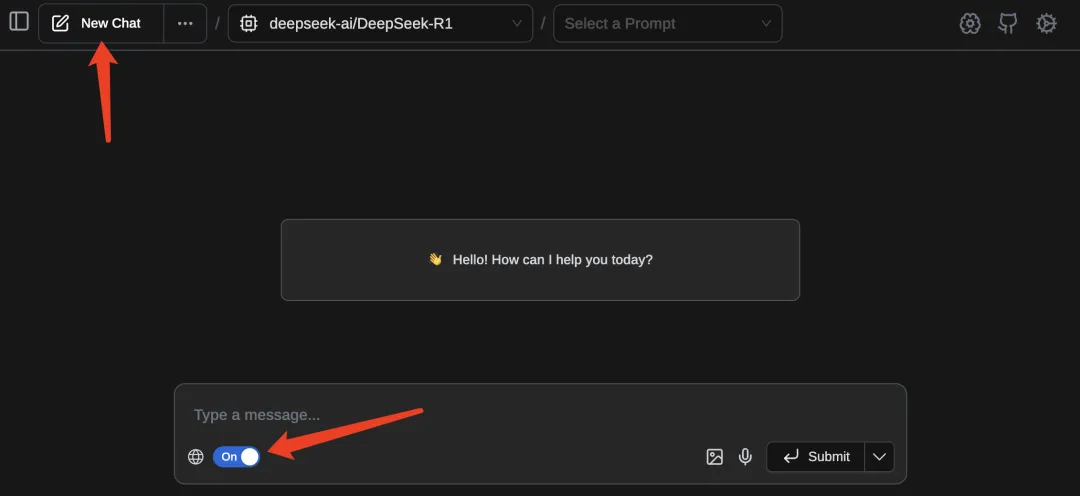 New Chat ... / deepseek-ai/DeepSeek-R1 / Select a Prompt
👋 Hello! How can I help you today?
Type a message...
On
Submit